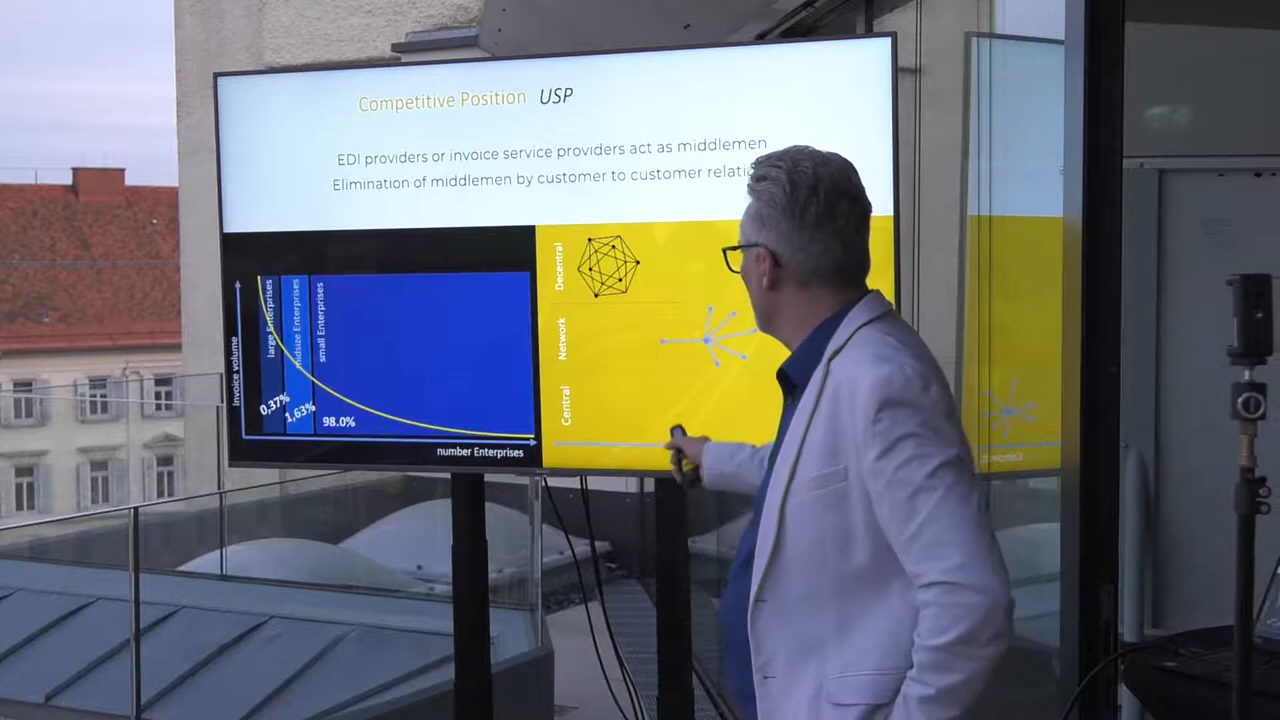 Competitive Position USP
EDI providers or invoice service providers act as middlemen
Elimination of middlemen by customer to customer
Invoice volume
large Enterprises
midsize Enterprises
small Enterprises
0,37%
1,63%
98.0%
number Enterprises
Decentral
Network
Central